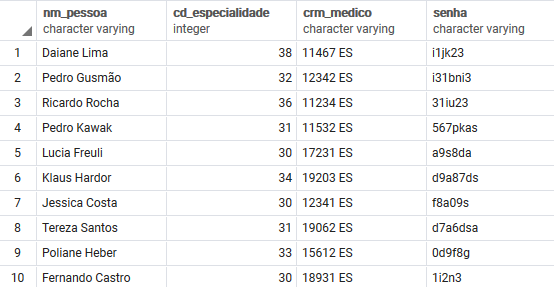 nm_pessoa cd_especialidade crm_medico senha
character varying integer character varying character varying
1 Daiane Lima 38 11467 ES i1jk23
2 Pedro Gusmão 32 12342 ES i31bni3
3 Ricardo Rocha 36 11234 ES 31iu23
4 Pedro Kawak 31 11532 ES 567pkas
5 Lucia Freuli 30 17231 ES a9s8da
6 Klaus Hardor 34 19203 ES d9a87ds
7 Jessica Costa 30 12341 ES f8a09s
8 Tereza Santos 31 19062 ES d7a6dsa
9 Poliane Heber 33 15612 ES 0d9f8g
10 Fernando Castro 30 18931 ES 1i2n3